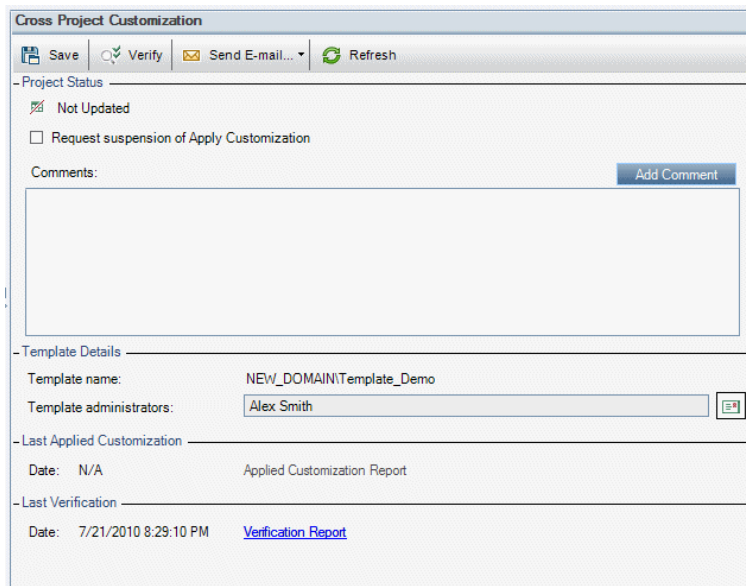 Cross Project Customization
Save Verify Send E-mail... Refresh
Project Status
Not Updated
Request suspension of Apply Customization
Comments: Add Comment
Template Details
Template name: NEW_DOMAIN\Template_Demo
Template administrators: Alex Smith
Last Applied Customization
Date: N/A Applied Customization Report
Last Verification
Date: 7/21/2010 8:29:10 PM Verification Report